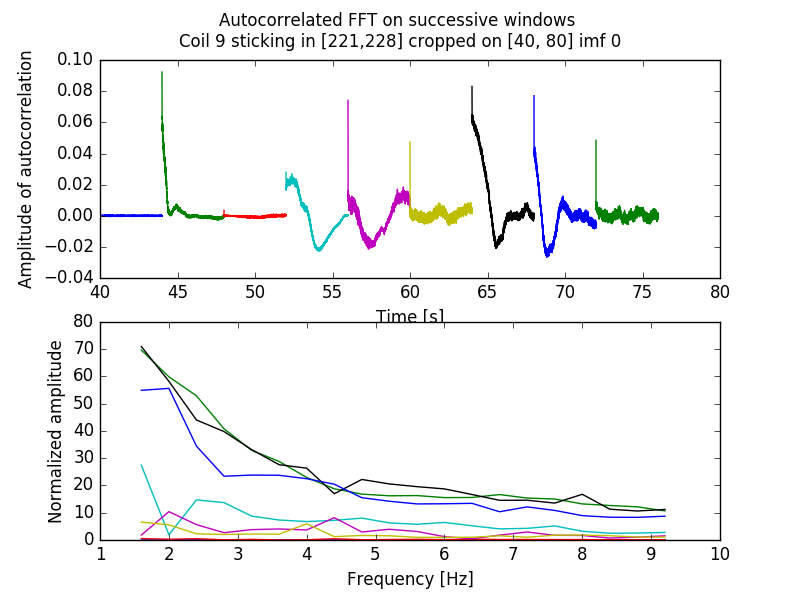 Autocorrelated FFT on successive windows
Coil 9 sticking in [221,228] cropped on [40, 80] imf 0
Amplitude of autocorrelation
0.10
0.08
0.06
0.04
0.02
0.00
−0.02
−0.04
40 45 50 55 60 65 70 75 80
Time [s]
Normalized amplitude
80
70
60
50
40
30
20
10
0
1 2 3 4 5 6 7 8 9 10
Frequency [Hz]